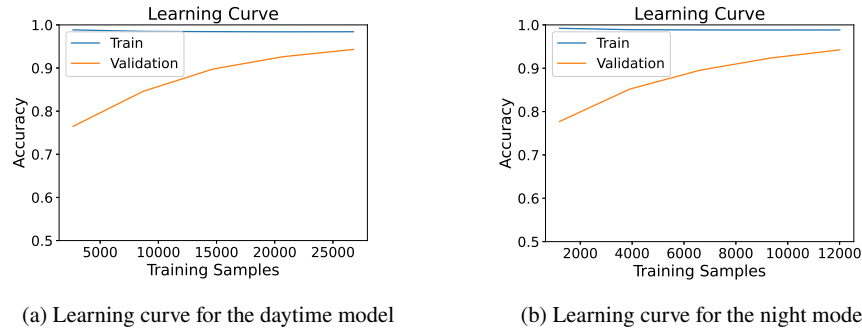 Learning Curve
1.0
0.9
0.8
0.7
0.6
0.5
Accuracy
Train
Validation
5000 10000 15000 20000 25000
Training Samples
(a) Learning curve for the daytime model
Learning Curve
1.0
0.9
0.8
0.7
0.6
0.5
Accuracy
Train
Validation
2000 4000 6000 8000 10000 12000
Training Samples
(b) Learning curve for the night mode